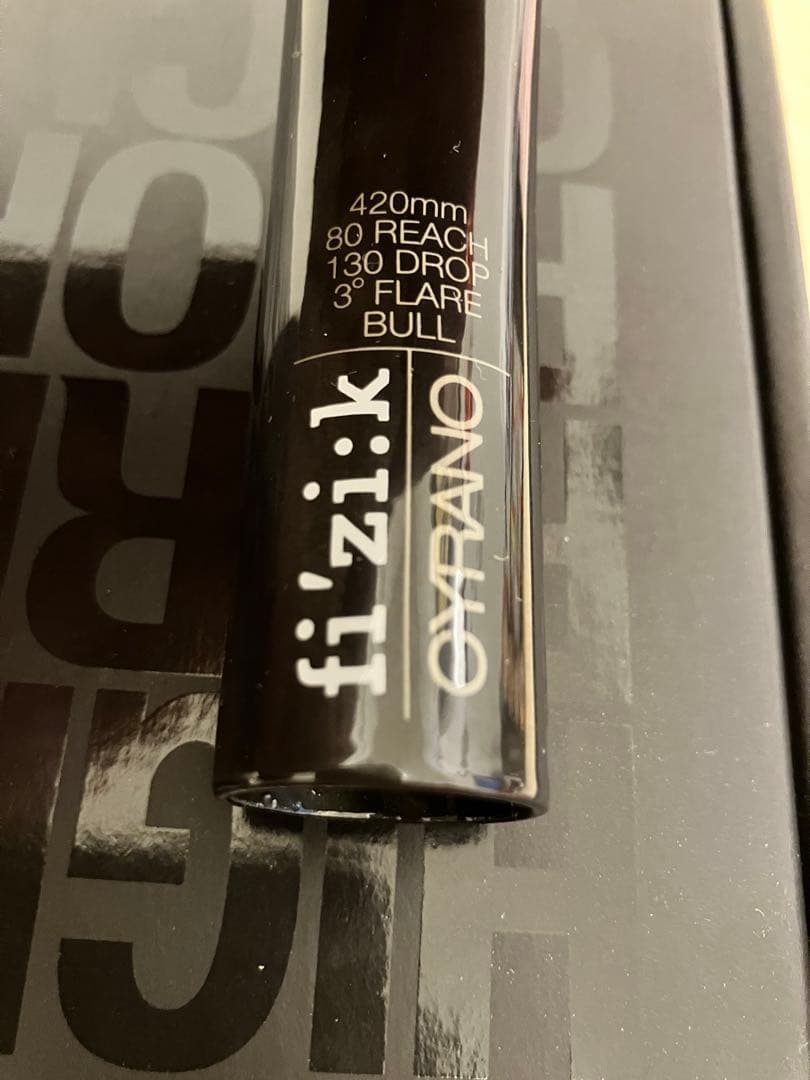 420mm
80 REACH
130 DROP
3° FLARE
BULL
fi'zi:k
CYRANO